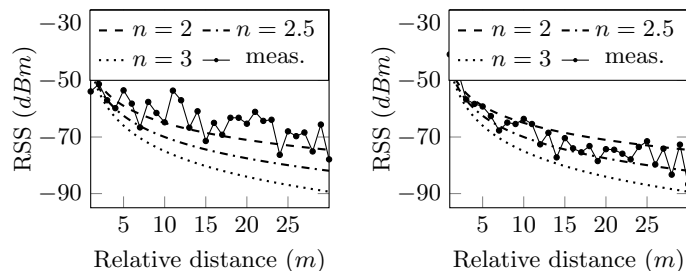 −30
−50
−70
−90
RSS (dBm)
n = 2
n = 2.5
n = 3
meas.
5 10 15 20 25
Relative distance (m)
−30
−50
−70
−90
RSS (dBm)
n = 2
n = 2.5
n = 3
meas.
5 10 15 20 25
Relative distance (m)